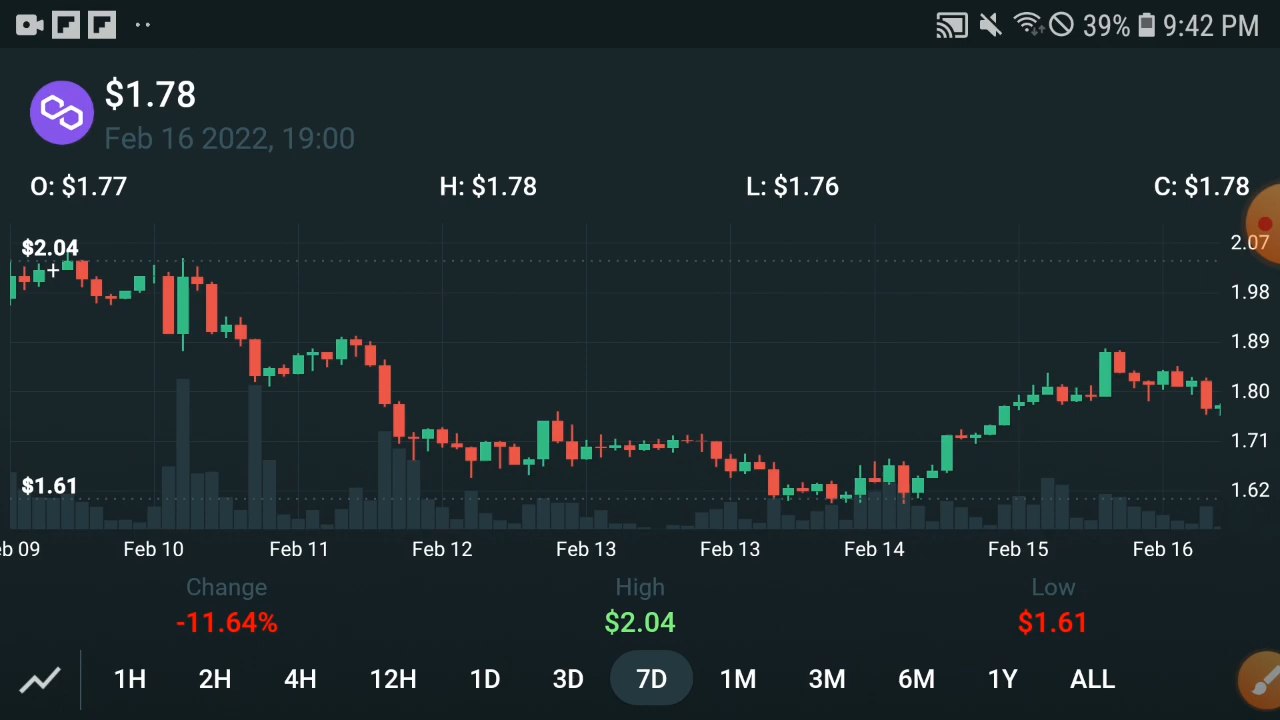 39% 9:42 PM
$1.78
Feb 16 2022, 19:00
O: $1.77 H: $1.78 L: $1.76 C: $1.78
$2.04
2.07
1.98
1.89
1.80
1.71
$1.61
1.62
eb 09 Feb 10 Feb 11 Feb 12 Feb 13 Feb 13 Feb 14 Feb 15 Feb 16
Change High Low
-11.64% $2.04 $1.61
1H 2H 4H 12H 1D 3D 7D 1M 3M 6M 1Y ALL